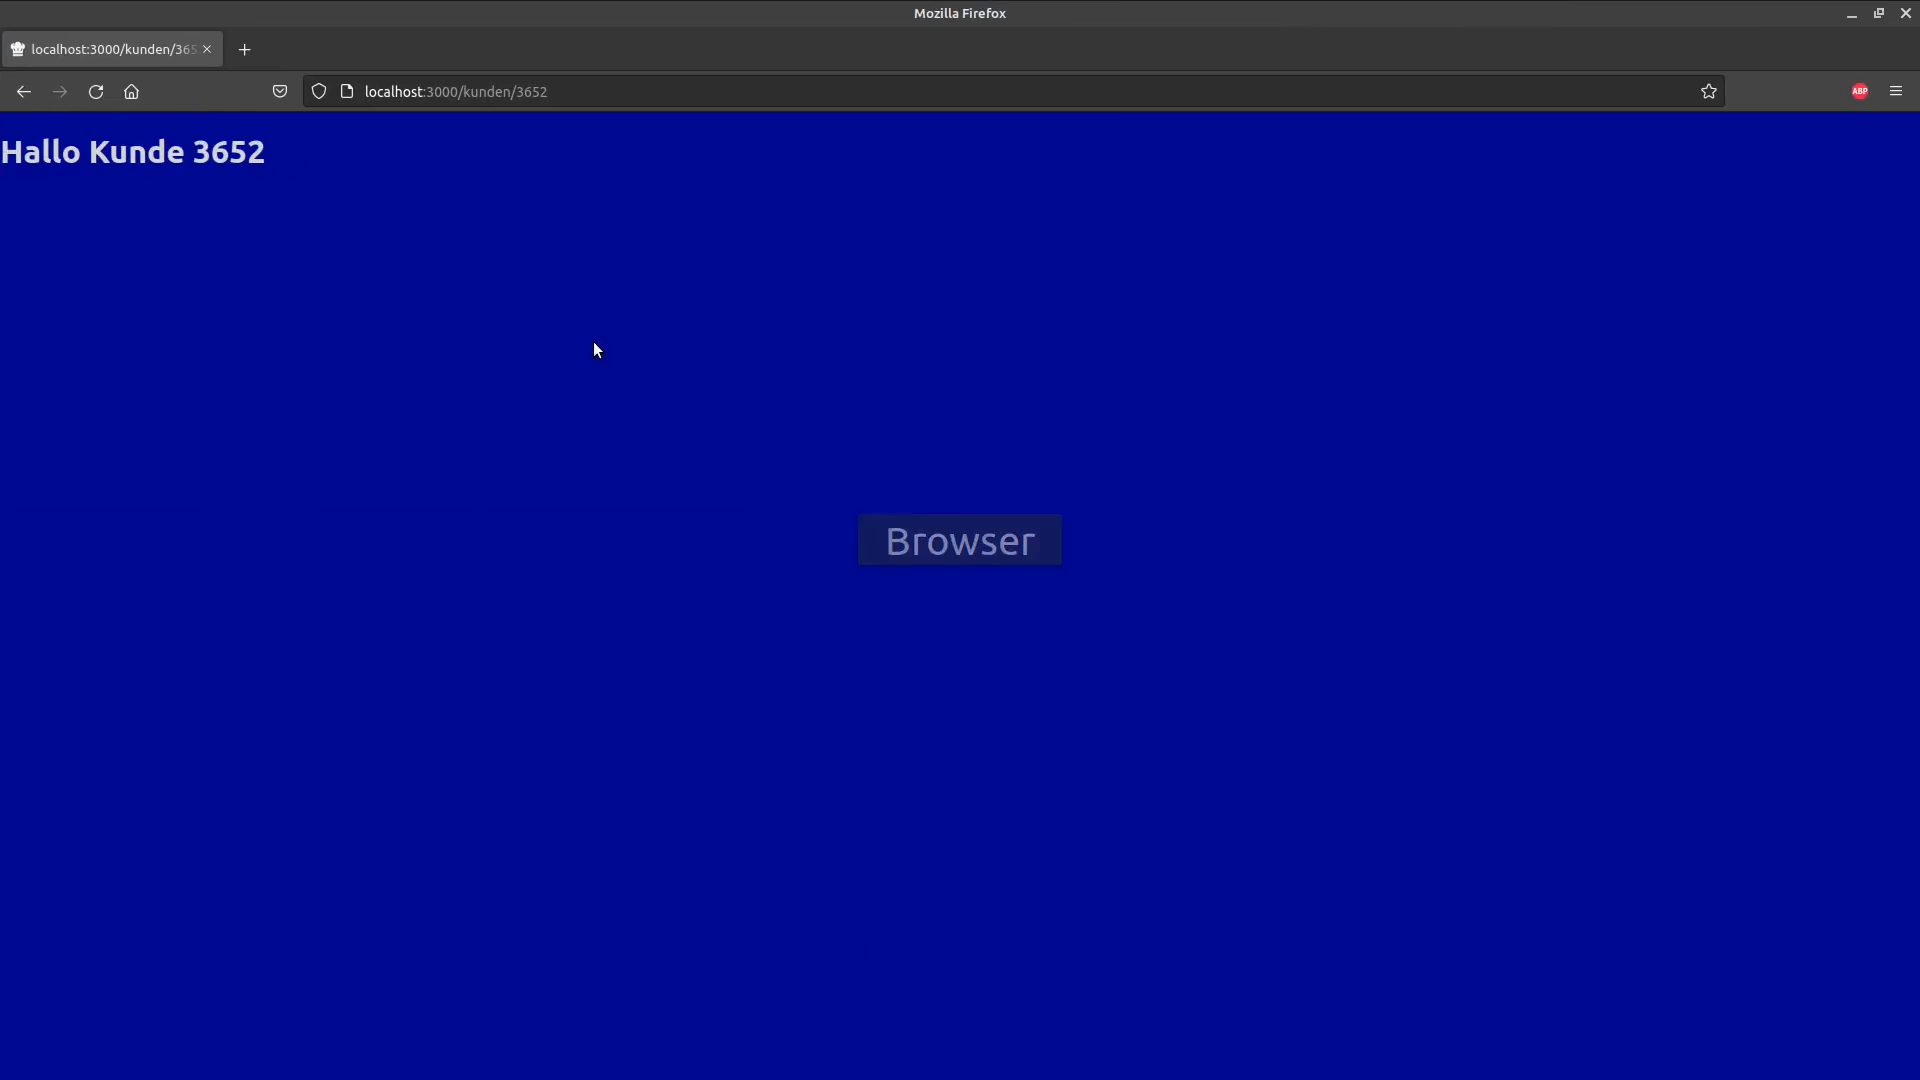 Mozilla Firefox
localhost:3000/kunden/365
localhost:3000/kunden/3652
ABP
Hallo Kunde 3652
Browser